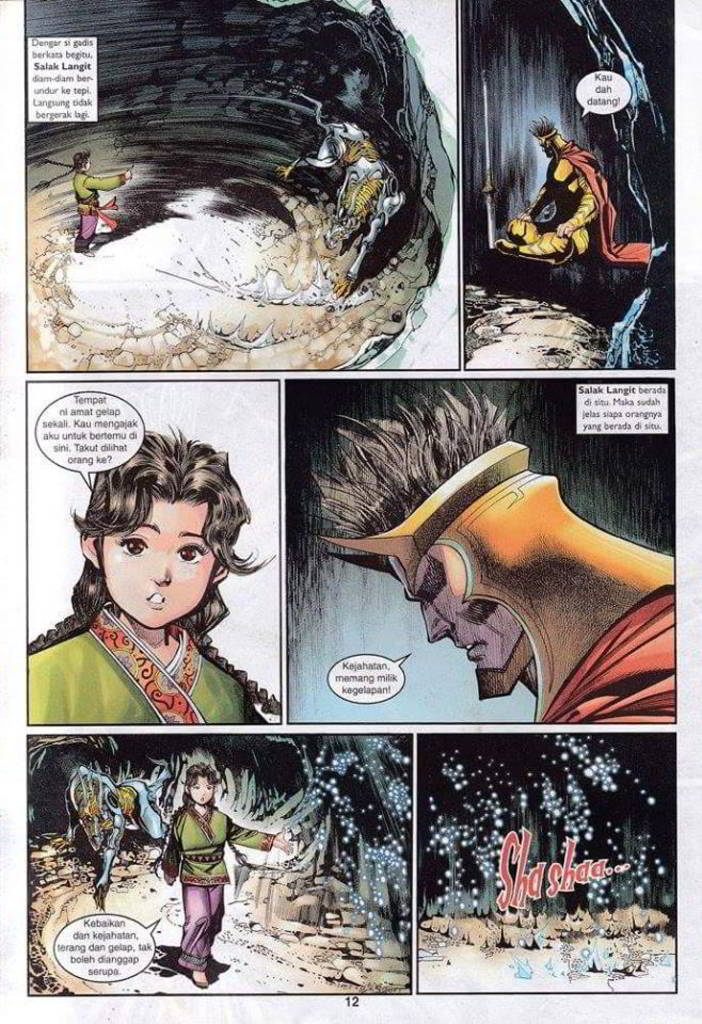 Dengar si gadis
berkata begitu,
Salak Langit
diam-diam ber-
undur ke tepi.
Langsung tidak
bergerak lagi.
Kau
dah
datang!
Tempat
ni amat gelap
sekali. Kau mengajak
aku untuk bertemu di
sini. Takut dilihat
orang ke?
Salak Langit berada
di situ. Maka sudah
jelas siapa orangnya
yang berada di situ.
Kejahatan,
memang milik
kegelapan!
Kebaikan
dan kejahatan,
terang dan gelap, tak
boleh dianggap
serupa.
Sha shaa...
12